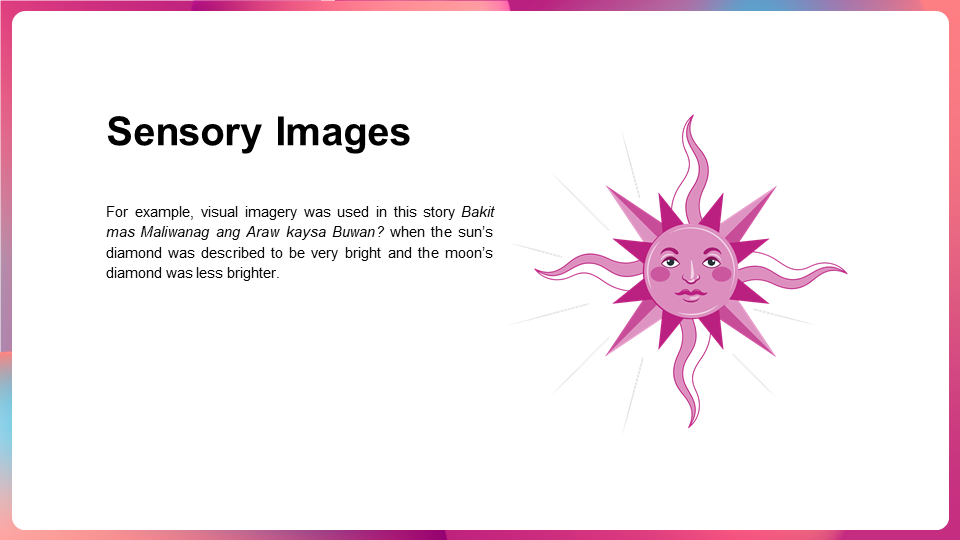 Sensory Images
For example, visual imagery was used in this story Bakit
mas Maliwanag ang Araw kaysa Buwan? when the sun’s
diamond was described to be very bright and the moon’s
diamond was less brighter.